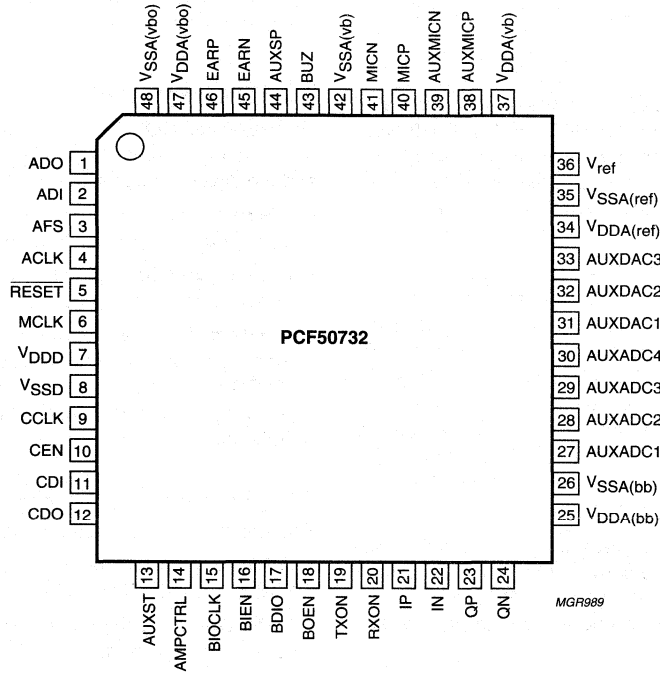 VSSA(vbo)
VDDA(vbo)
EARP
EARN
AUXSP
BUZ
VSSA(vb)
MICN
MICP
AUXMICN
AUXMICP
VDDA(vb)
48 47 46 45 44 43 42 41 40 39 38 37
ADO 1
ADI 2
AFS 3
ACLK 4
RESET 5
MCLK 6
VDDD 7
VSSD 8
CCLK 9
CEN 10
CDI 11
CDO 12
PCF50732
36 Vref
35 VSSA(ref)
34 VDDA(ref)
33 AUXDAC3
32 AUXDAC2
31 AUXDAC1
30 AUXADC4
29 AUXADC3
28 AUXADC2
27 AUXADC1
26 VSSA(bb)
25 VDDA(bb)
13 14 15 16 17 18 19 20 21 22 23 24
AUXST
AMPCTRL
BIOCLK
BIEN
BDIO
BOEN
TXON
RXON
IP
IN
QP
QN
MGR989